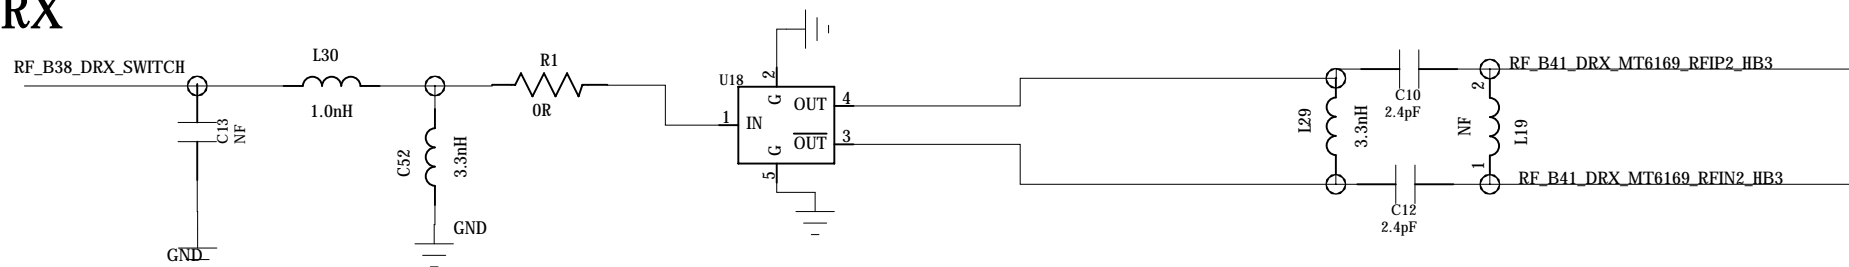 RX
RF_B38_DRX_SWITCH
L30
1.0nH
C13
NF
GND
C52
3.3nH
GND
R1
0R
U18
2
G
1
IN
OUT
4
OUT
3
G
5
L29
3.3nH
C10
2.4pF
C12
2.4pF
2
NF
L19
1
RF_B41_DRX_MT6169_RFIP2_HB3
RF_B41_DRX_MT6169_RFIN2_HB3